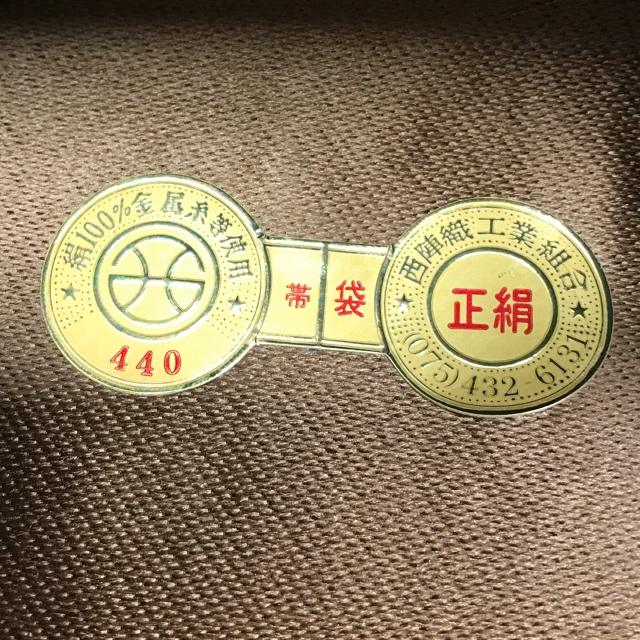 絹100%金属糸等使用
440
帯
袋
西陣織工業組合
正絹
(075)432-6131